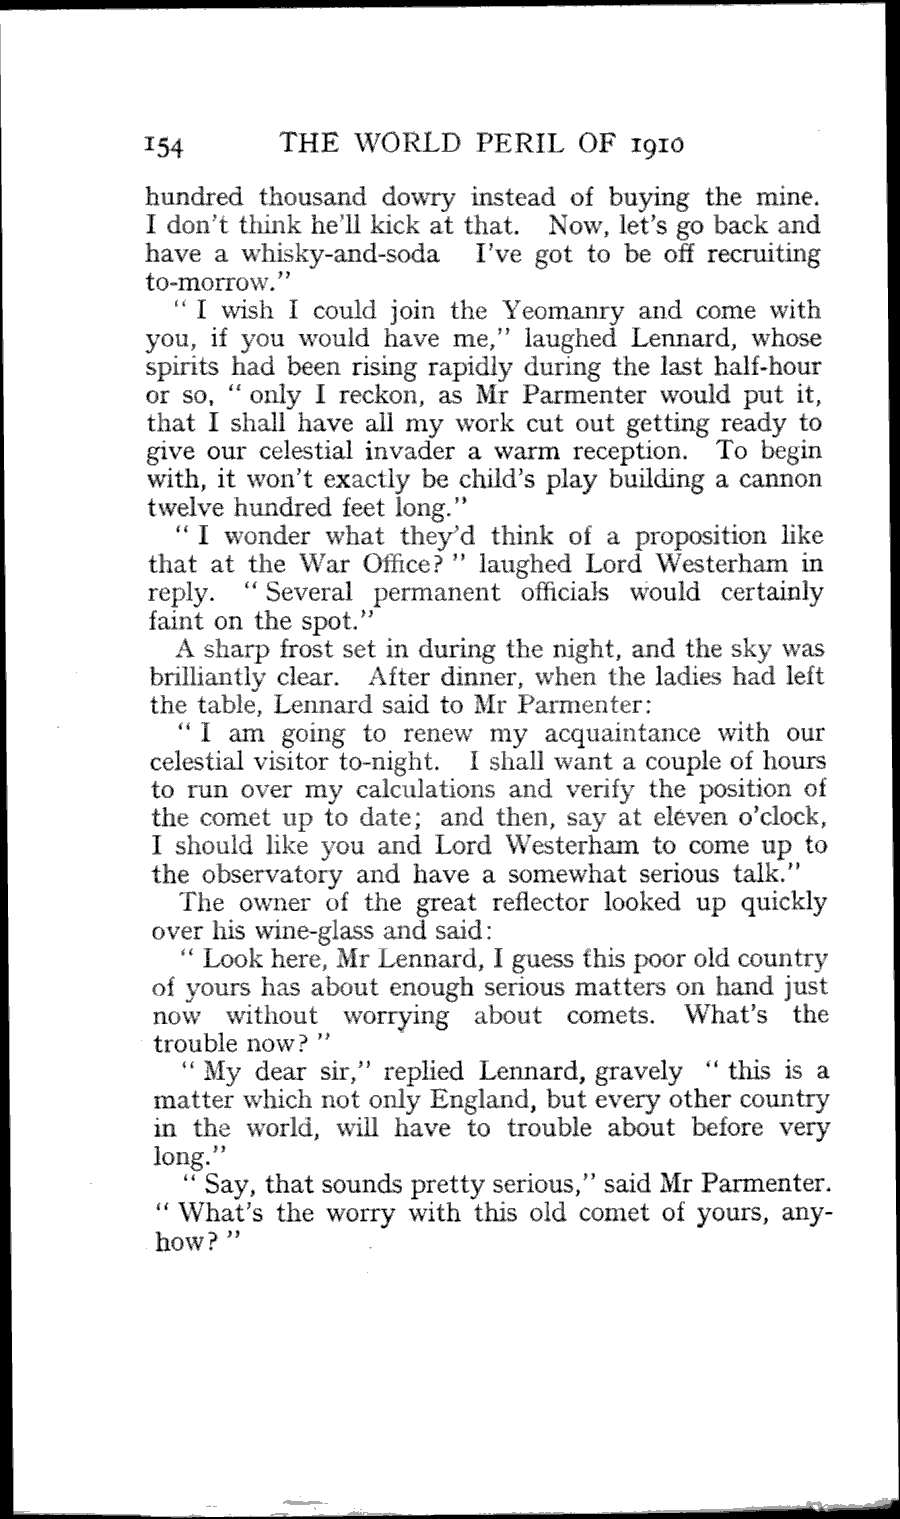 154 THE WORLD PERIL OF 1910
hundred thousand dowry instead of buying the mine.
I don't think he'll kick at that. Now, let's go back and
have a whisky-and-soda I've got to be off recruiting
to-morrow."
" I wish I could join the Yeomanry and come with
you, if you would have me," laughed Lennard, whose
spirits had been rising rapidly during the last half-hour
or so, " only I reckon, as Mr Parmenter would put it,
that I shall have all my work cut out getting ready to
give our celestial invader a warm reception. To begin
with, it won't exactly be child's play building a cannon
twelve hundred feet long."
" I wonder what they'd think of a proposition like
that at the War Office? " laughed Lord Westerham in
reply. " Several permanent officials would certainly
faint on the spot."
A sharp frost set in during the night, and the sky was
brilliantly clear. After dinner, when the ladies had left
the table, Lennard said to Mr Parmenter:
" I am going to renew my acquaintance with our
celestial visitor to-night. I shall want a couple of hours
to run over my calculations and verify the position of
the comet up to date; and then, say at eleven o'clock,
I should like you and Lord Westerham to come up to
the observatory and have a somewhat serious talk."
The owner of the great reflector looked up quickly
over his wine-glass and said:
" Look here, Mr Lennard, I guess this poor old country
of yours has about enough serious matters on hand just
now without worrying about comets. What's the
trouble now? "
" My dear sir," replied Lennard, gravely " this is a
matter which not only England, but every other country
in the world, will have to trouble about before very
long."
" Say, that sounds pretty serious," said Mr Parmenter.
" What's the worry with this old comet of yours, any-
how? "